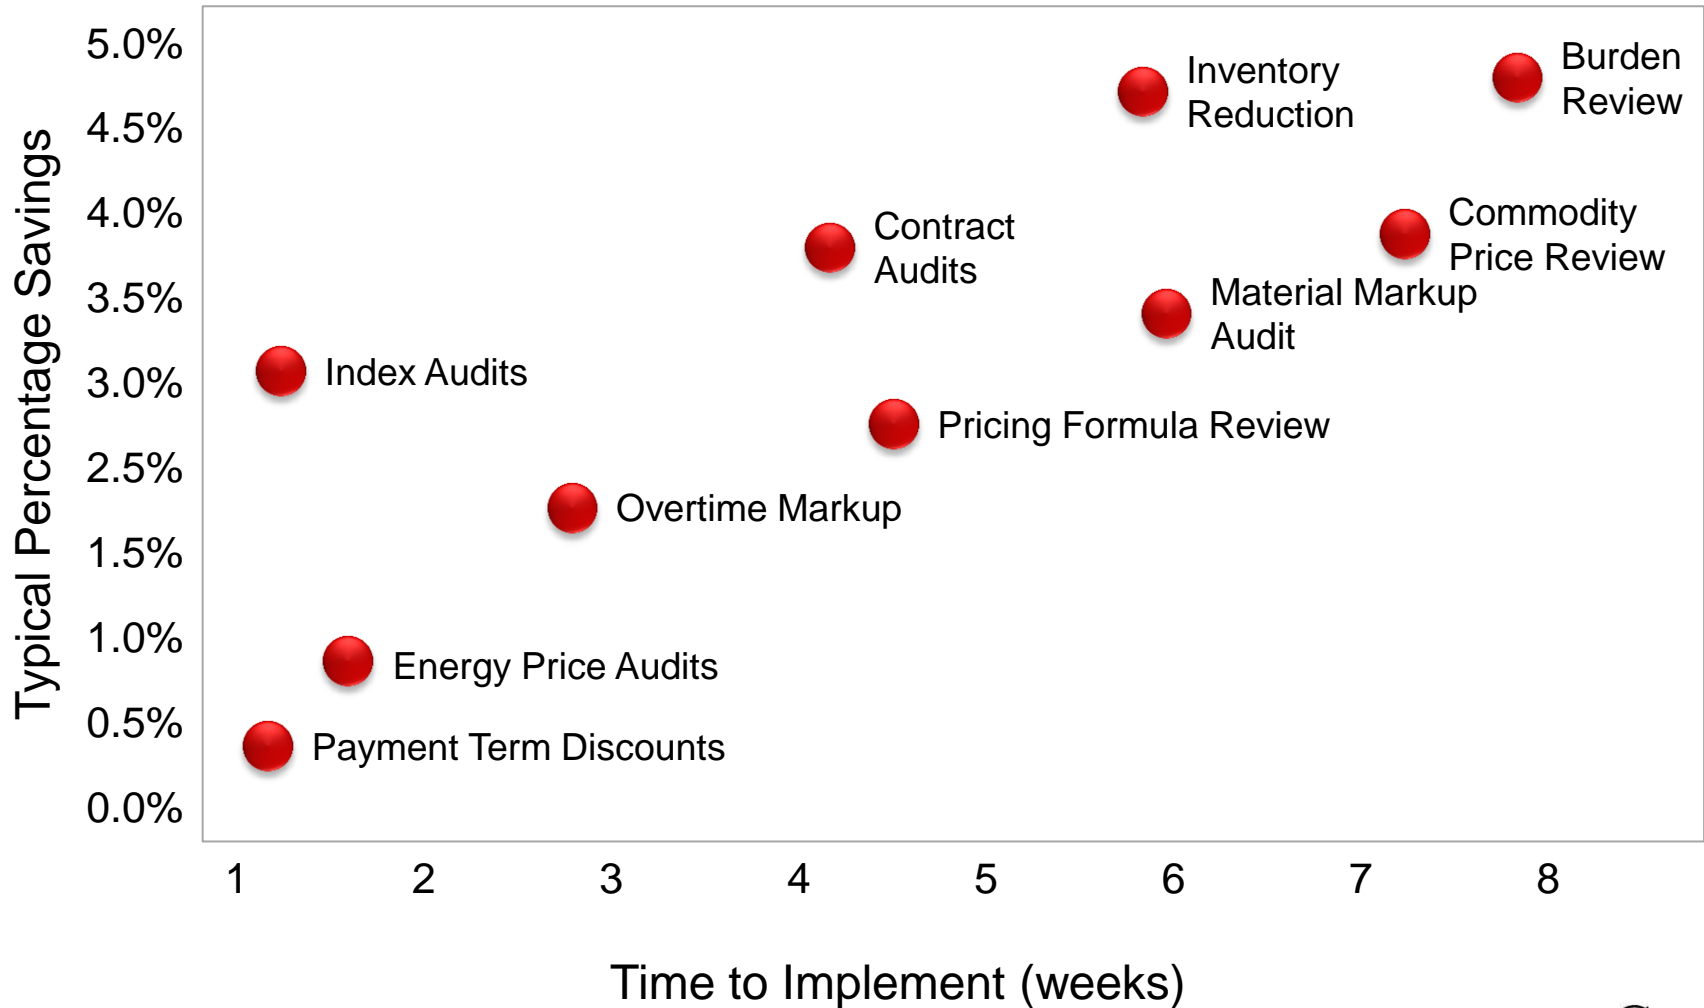 5.0%
4.5%
4.0%
3.5%
3.0%
2.5%
1.5%
1.0%
0.5%
0.0%
Typical Percentage Savings
Inventory
Reduction
Burden
Review
Contract
Audits
Commodity
Price Review
Material Markup
Audit
Index Audits
Pricing Formula Review
Overtime Markup
Energy Price Audits
Payment Term Discounts
1 2 3 4 5 6 7 8
Time to Implement (weeks)